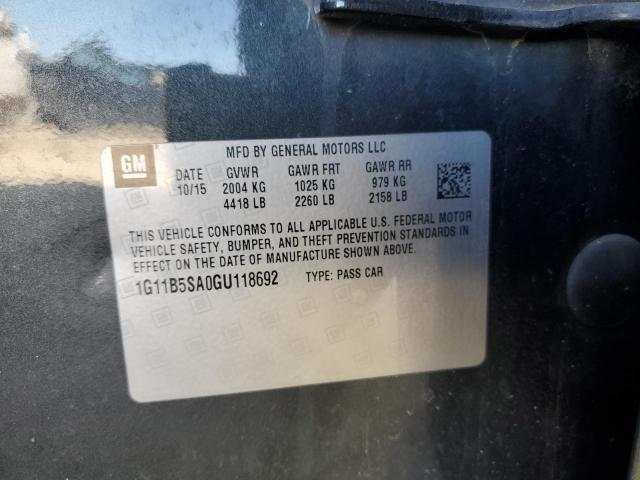 GM
MFD BY GENERAL MOTORS LLC
DATE GVWR GAWR FRT GAWR RR
10/15 2004 KG 1025 KG 979 KG
4418 LB 2260 LB 2158 LB
THIS VEHICLE CONFORMS TO ALL APPLICABLE U.S. FEDERAL MOTOR
VEHICLE SAFETY, BUMPER, AND THEFT PREVENTION STANDARDS IN
EFFECT ON THE DATE OF MANUFACTURE SHOWN ABOVE.
1G11B5SA0GU118692 TYPE: PASS CAR